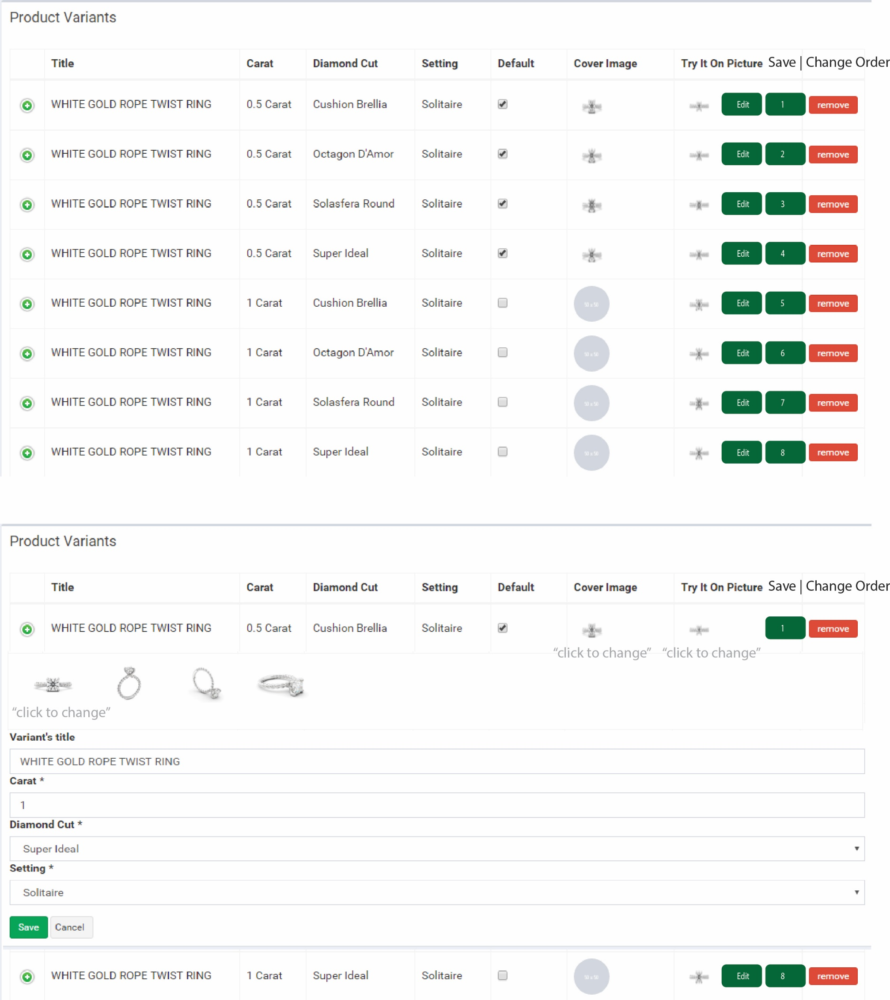 Product Variants
Title Carat Diamond Cut Setting Default Cover Image Try It On Picture Save | Change Order
WHITE GOLD ROPE TWIST RING 0.5 Carat Cushion Brellia Solitaire Edit 1 remove
WHITE GOLD ROPE TWIST RING 0.5 Carat Octagon D'Amor Solitaire Edit 2 remove
WHITE GOLD ROPE TWIST RING 0.5 Carat Solasfera Round Solitaire Edit 3 remove
WHITE GOLD ROPE TWIST RING 0.5 Carat Super Ideal Solitaire Edit 4 remove
WHITE GOLD ROPE TWIST RING 1 Carat Cushion Brellia Solitaire 50 x 50 Edit 5 remove
WHITE GOLD ROPE TWIST RING 1 Carat Octagon D'Amor Solitaire 50 x 50 Edit 6 remove
WHITE GOLD ROPE TWIST RING 1 Carat Solasfera Round Solitaire 50 x 50 Edit 7 remove
WHITE GOLD ROPE TWIST RING 1 Carat Super Ideal Solitaire 50 x 50 Edit 8 remove
Product Variants
Title Carat Diamond Cut Setting Default Cover Image Try It On Picture Save | Change Order
WHITE GOLD ROPE TWIST RING 0.5 Carat Cushion Brellia Solitaire 1 remove
“click to change” “click to change”
“click to change”
Variant's title
WHITE GOLD ROPE TWIST RING
Carat *
1
Diamond Cut *
Super Ideal
Setting *
Solitaire
Save Cancel
WHITE GOLD ROPE TWIST RING 1 Carat Super Ideal Solitaire 50 x 50 Edit 8 remove